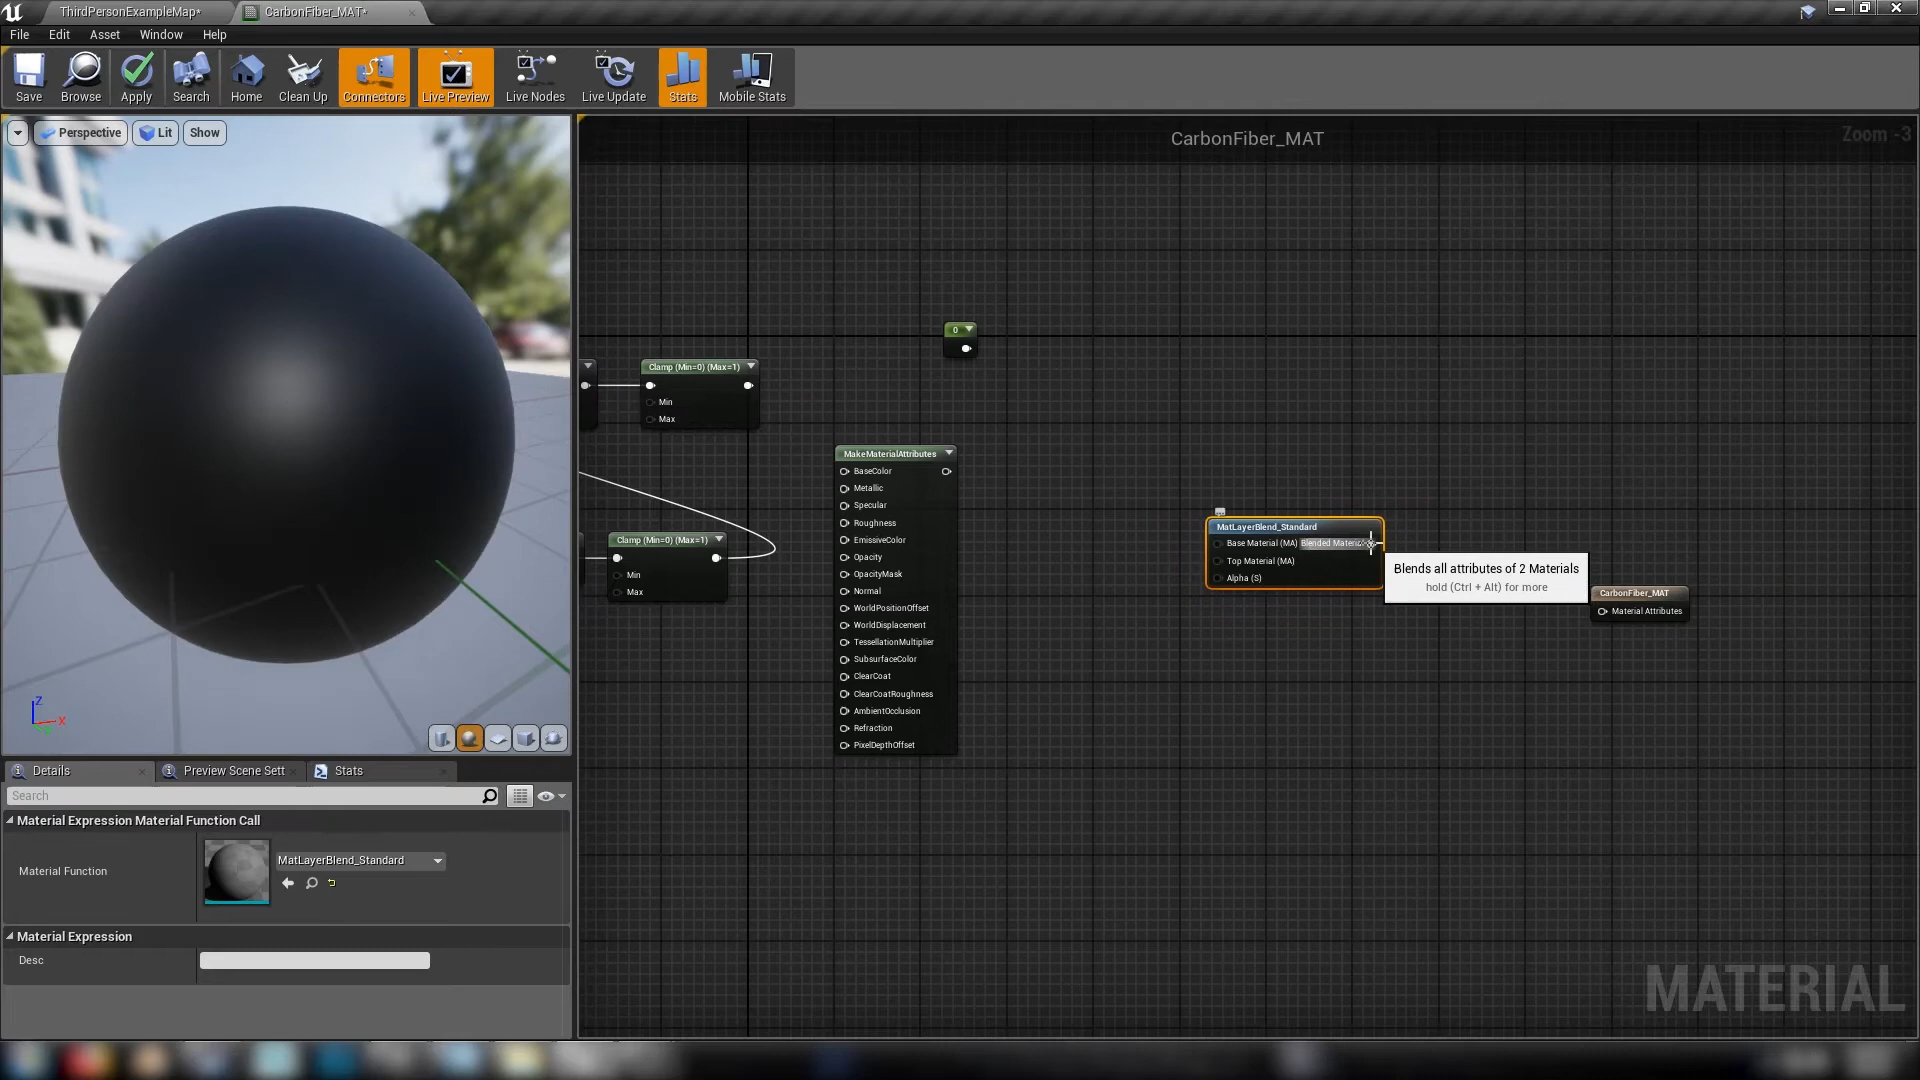 ThirdPersonExampleMap*
CarbonFiber_MAT*
File Edit Asset Window Help
Save Browse Apply Search Home Clean Up Connectors Live Preview Live Nodes Live Update Stats Mobile Stats
Perspective Lit Show
CarbonFiber_MAT
Zoom -3
0
Clamp (Min=0) (Max=1)
Min
Max
MakeMaterialAttributes
BaseColor
Metallic
Specular
Roughness
EmissiveColor
Opacity
OpacityMask
Normal
WorldPositionOffset
WorldDisplacement
TessellationMultiplier
SubsurfaceColor
ClearCoat
ClearCoatRoughness
AmbientOcclusion
Refraction
PixelDepthOffset
Clamp (Min=0) (Max=1)
Min
Max
MatLayerBlend_Standard
Base Material (MA) Blended Materi
Top Material (MA)
Alpha (S)
Blends all attributes of 2 Materials
hold (Ctrl + Alt) for more
CarbonFiber_MAT
Material Attributes
Z
X
Details
Preview Scene Sett
Stats
Search
Material Expression Material Function Call
Material Function
MatLayerBlend_Standard
Material Expression
Desc
MATERIAL